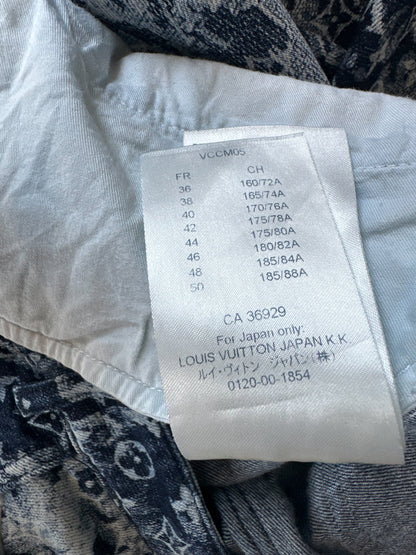 VCCM05
FR CH
36 160/72A
38 165/74A
40 170/76A
42 175/78A
44 175/80A
46 180/82A
48 185/84A
50 185/88A
CA 36929
For Japan only:
LOUIS VUITTON JAPAN K.K.
ルイ・ヴィトン ジャパン(株)
0120-00-1854